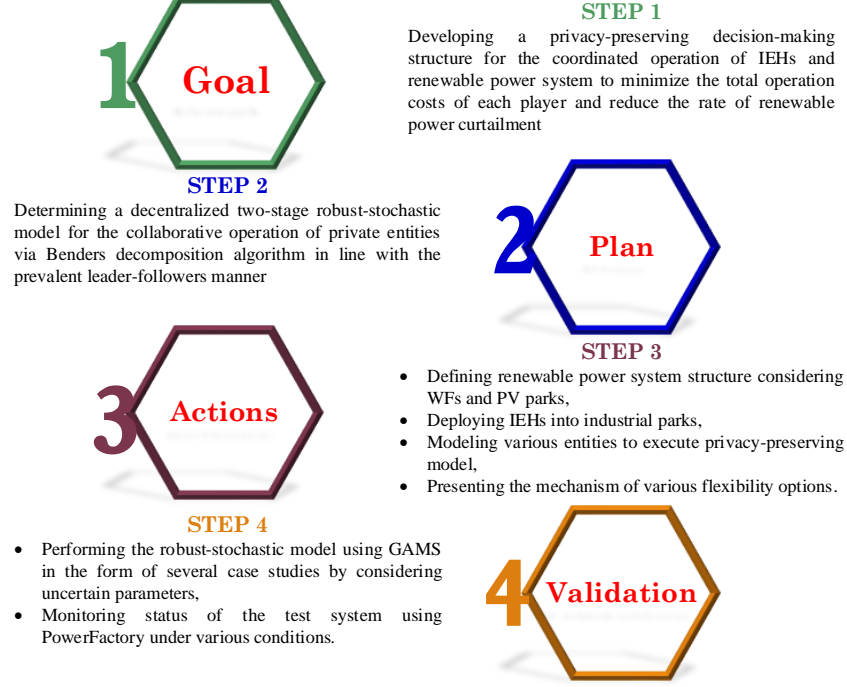 1
Goal
STEP 1
Developing a privacy-preserving decision-making
structure for the coordinated operation of IEHs and
renewable power system to minimize the total operation
costs of each player and reduce the rate of renewable
power curtailment
STEP 2
Determining a decentralized two-stage robust-stochastic
model for the collaborative operation of private entities
via Benders decomposition algorithm in line with the
prevalent leader-followers manner
2
Plan
3
Actions
STEP 3
• Defining renewable power system structure considering
WFs and PV parks,
• Deploying IEHs into industrial parks,
• Modeling various entities to execute privacy-preserving
model,
• Presenting the mechanism of various flexibility options.
STEP 4
• Performing the robust-stochastic model using GAMS
in the form of several case studies by considering
uncertain parameters,
• Monitoring status of the test system using
PowerFactory under various conditions.
4
Validation